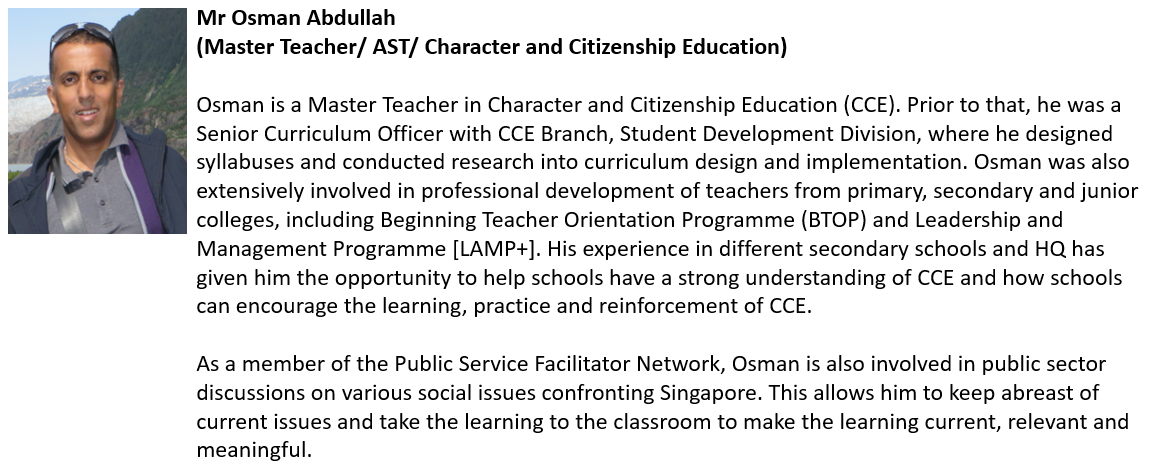 Mr Osman Abdullah
(Master Teacher/ AST/ Character and Citizenship Education)
Osman is a Master Teacher in Character and Citizenship Education (CCE). Prior to that, he was a
Senior Curriculum Officer with CCE Branch, Student Development Division, where he designed
syllabuses and conducted research into curriculum design and implementation. Osman was also
extensively involved in professional development of teachers from primary, secondary and junior
colleges, including Beginning Teacher Orientation Programme (BTOP) and Leadership and
Management Programme [LAMP+]. His experience in different secondary schools and HQ has
given him the opportunity to help schools have a strong understanding of CCE and how schools
can encourage the learning, practice and reinforcement of CCE.
As a member of the Public Service Facilitator Network, Osman is also involved in public sector
discussions on various social issues confronting Singapore. This allows him to keep abreast of
current issues and take the learning to the classroom to make the learning current, relevant and
meaningful.